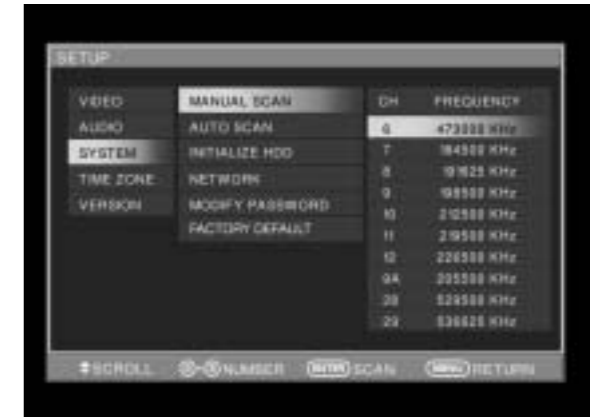 SETUP
VIDEO
AUDIO
SYSTEM
TIME ZONE
VERSION
MANUAL SCAN
AUTO SCAN
INITIALIZE HDD
NETWORK
MODIFY PASSWORD
FACTORY DEFAULT
CH FREQUENCY
6 473000 KHz
7 184500 KHz
8 191625 KHz
9 198500 KHz
10 212500 KHz
11 219500 KHz
12 226500 KHz
9A 205500 KHz
28 529500 KHz
29 536625 KHz
SCROLL NUMBER ENTER SCAN MENU RETURN